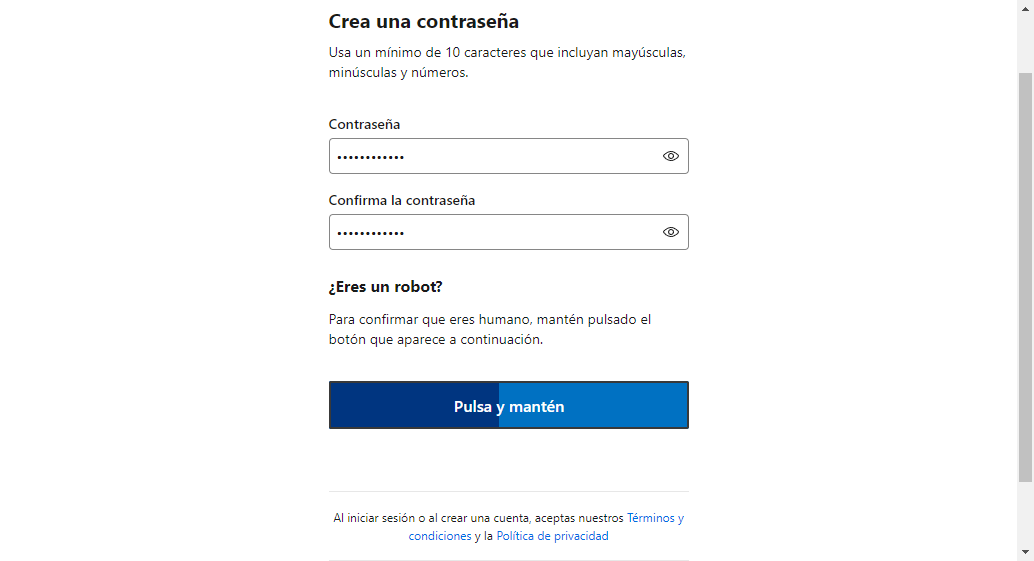 Crea una contraseña
Usa un mínimo de 10 caracteres que incluyan mayúsculas,
minúsculas y números.
Contraseña
••••••••••••
Confirma la contraseña
••••••••••••
¿Eres un robot?
Para confirmar que eres humano, mantén pulsado el
botón que aparece a continuación.
Pulsa y mantén
Al iniciar sesión o al crear una cuenta, aceptas nuestros Términos y
condiciones y la Política de privacidad